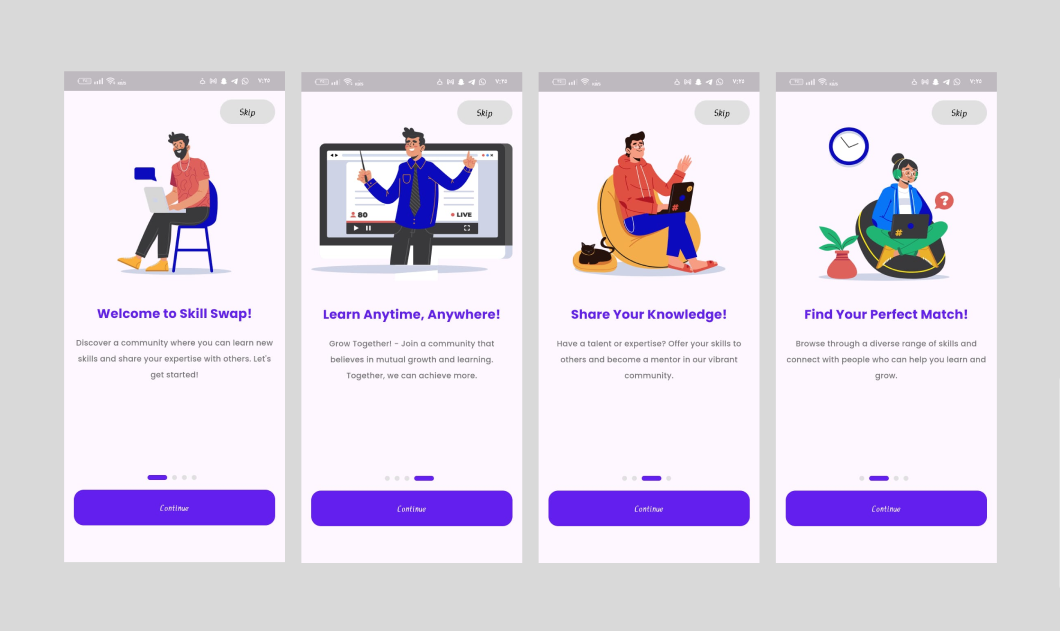 Skip
Welcome to Skill Swap!
Discover a community where you can learn new
skills and share your expertise with others. Let's
get started!
Continue
Skip
80
LIVE
Learn Anytime, Anywhere!
Grow Together! - Join a community that
believes in mutual growth and learning.
Together, we can achieve more.
Continue
Skip
#
Share Your Knowledge!
Have a talent or expertise? Offer your skills to
others and become a mentor in our vibrant
community.
Continue
Skip
?
#
Find Your Perfect Match!
Browse through a diverse range of skills and
connect with people who can help you learn and
grow.
Continue